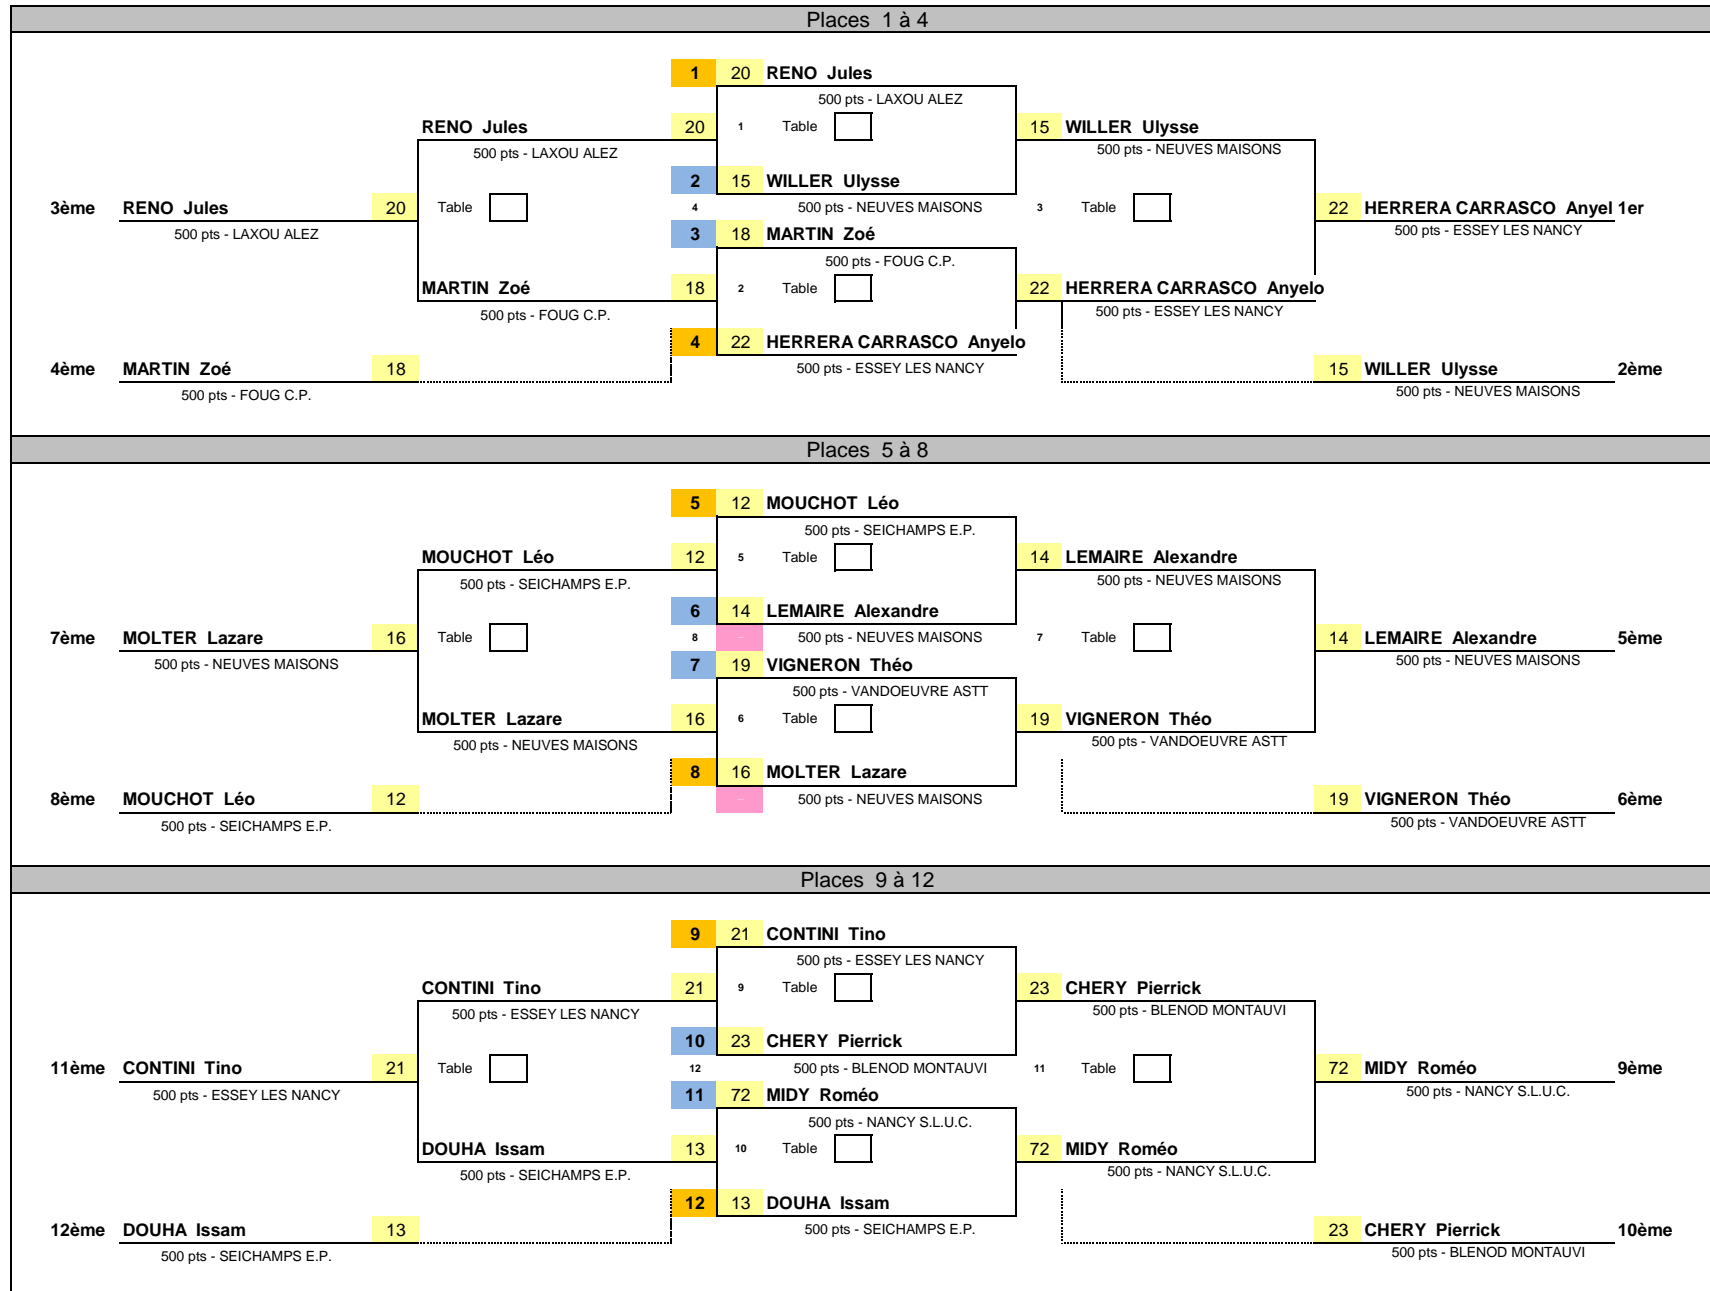 Places 1 à 4
1 20 RENO Jules
500 pts - LAXOU ALEZ
RENO Jules 20 1 Table 15 WILLER Ulysse
500 pts - LAXOU ALEZ 500 pts - NEUVES MAISONS
2 15 WILLER Ulysse
3ème RENO Jules 20 Table 4 500 pts - NEUVES MAISONS 3 Table 22 HERRERA CARRASCO Anyel 1er
500 pts - LAXOU ALEZ 3 18 MARTIN Zoé 500 pts - ESSEY LES NANCY
500 pts - FOUG C.P.
MARTIN Zoé 18 2 Table 22 HERRERA CARRASCO Anyelo
500 pts - FOUG C.P. 500 pts - ESSEY LES NANCY
4 22 HERRERA CARRASCO Anyelo
4ème MARTIN Zoé 18 500 pts - ESSEY LES NANCY 15 WILLER Ulysse 2ème
500 pts - FOUG C.P. 500 pts - NEUVES MAISONS
Places 5 à 8
5 12 MOUCHOT Léo
500 pts - SEICHAMPS E.P.
MOUCHOT Léo 12 5 Table 14 LEMAIRE Alexandre
500 pts - SEICHAMPS E.P. 500 pts - NEUVES MAISONS
6 14 LEMAIRE Alexandre
7ème MOLTER Lazare 16 Table 8 500 pts - NEUVES MAISONS 7 Table 14 LEMAIRE Alexandre 5ème
500 pts - NEUVES MAISONS 7 19 VIGNERON Théo 500 pts - NEUVES MAISONS
500 pts - VANDOEUVRE ASTT
MOLTER Lazare 16 6 Table 19 VIGNERON Théo
500 pts - NEUVES MAISONS 500 pts - VANDOEUVRE ASTT
8 16 MOLTER Lazare
8ème MOUCHOT Léo 12 500 pts - NEUVES MAISONS 19 VIGNERON Théo 6ème
500 pts - SEICHAMPS E.P. 500 pts - VANDOEUVRE ASTT
Places 9 à 12
9 21 CONTINI Tino
500 pts - ESSEY LES NANCY
CONTINI Tino 21 9 Table 23 CHERY Pierrick
500 pts - ESSEY LES NANCY 500 pts - BLENOD MONTAUVI
10 23 CHERY Pierrick
11ème CONTINI Tino 21 Table 12 500 pts - BLENOD MONTAUVI 11 Table 72 MIDY Roméo 9ème
500 pts - ESSEY LES NANCY 11 72 MIDY Roméo 500 pts - NANCY S.L.U.C.
500 pts - NANCY S.L.U.C.
DOUHA Issam 13 10 Table 72 MIDY Roméo
500 pts - SEICHAMPS E.P. 500 pts - NANCY S.L.U.C.
12 13 DOUHA Issam
12ème DOUHA Issam 13 500 pts - SEICHAMPS E.P. 23 CHERY Pierrick 10ème
500 pts - SEICHAMPS E.P. 500 pts - BLENOD MONTAUVI